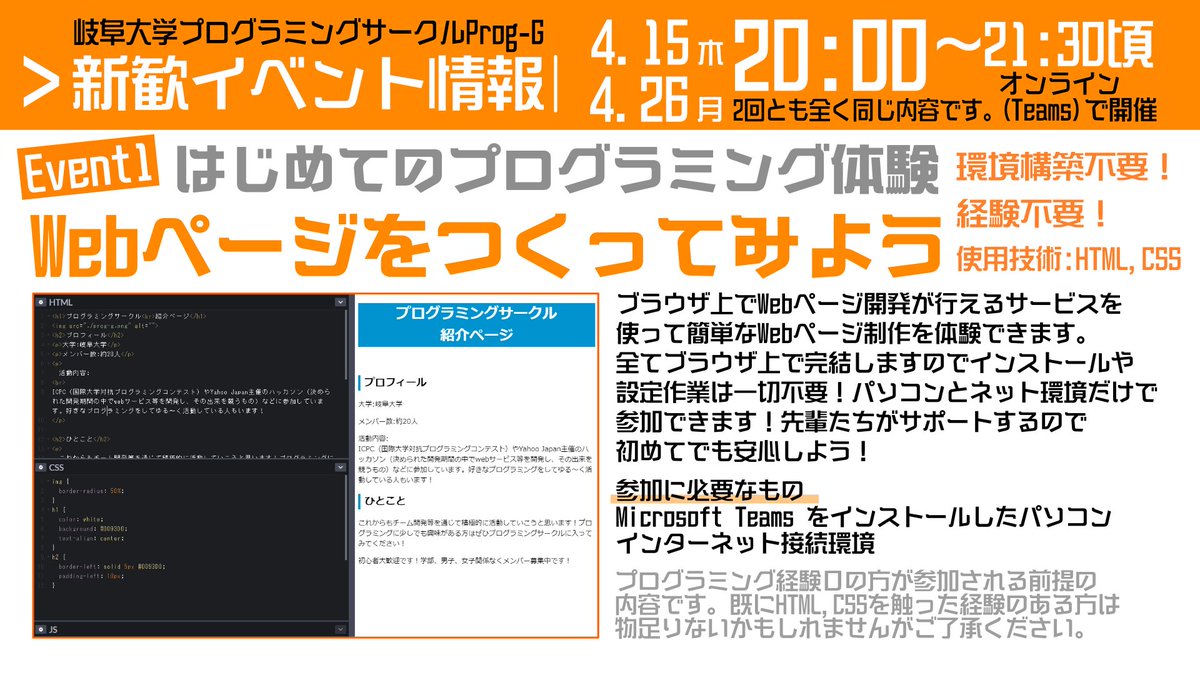 岐阜大学プログラミングサークルProg-G
>新歓イベント情報|
4. 15 木
4. 26 月
20:00〜21:30頃
オンライン
2回とも全く同じ内容です。(Teams)で開催
Event1
はじめてのプログラミング体験
Webページをつくってみよう
環境構築不要！
経験不要！
使用技術:HTML, CSS
HTML
<h1>プログラミングサークル<br>紹介ページ</h1>
<img src="./prog-g.png" alt="">
<h2>プロフィール</h2>
<p>大学:岐阜大学</p>
<p>メンバー数:約20人</p>
<p>
活動内容:
<br>
ICPC（国際大学対抗プログラミングコンテスト）やYahoo Japan主催のハッカソン（決めら
れた開発期間の中でwebサービス等を開発し、その出来を競うもの）などに参加していま
す。好きなプログラミングをしてゆる〜く活動している人もいます！
</p>
<h2>ひとこと</h2>
<p>
CSS
img {
border-radius: 50%;
}
h1 {
color: white;
background: #0093DD;
text-align: center;
}
h2 {
border-left: solid 5px #0093DD;
padding-left: 10px;
}
JS
プログラミングサークル
紹介ページ
プロフィール
大学:岐阜大学
メンバー数:約20人
活動内容:
ICPC（国際大学対抗プログラミングコンテスト）やYahoo Japan主催のハ
ッカソン（決められた開発期間の中でwebサービス等を開発し、その出来を
競うもの）などに参加しています。好きなプログラミングをしてゆる〜く活
動している人もいます！
ひとこと
これからもチーム開発等を通じて積極的に活動していこうと思います！プロ
グラミングに少しでも興味がある方はぜひプログラミングサークルに入って
みてください！
初心者大歓迎です！学部、男子、女子関係なくメンバー募集中です！
ブラウザ上でWebページ開発が行えるサービスを
使って簡単なWebページ制作を体験できます。
全てブラウザ上で完結しますのでインストールや
設定作業は一切不要！パソコンとネット環境だけで
参加できます！先輩たちがサポートするので
初めてでも安心しよう！
参加に必要なもの
Microsoft Teams をインストールしたパソコン
インターネット接続環境
プログラミング経験0の方が参加される前提の
内容です。既にHTML,CSSを触った経験のある方は
物足りないかもしれませんがご了承ください。